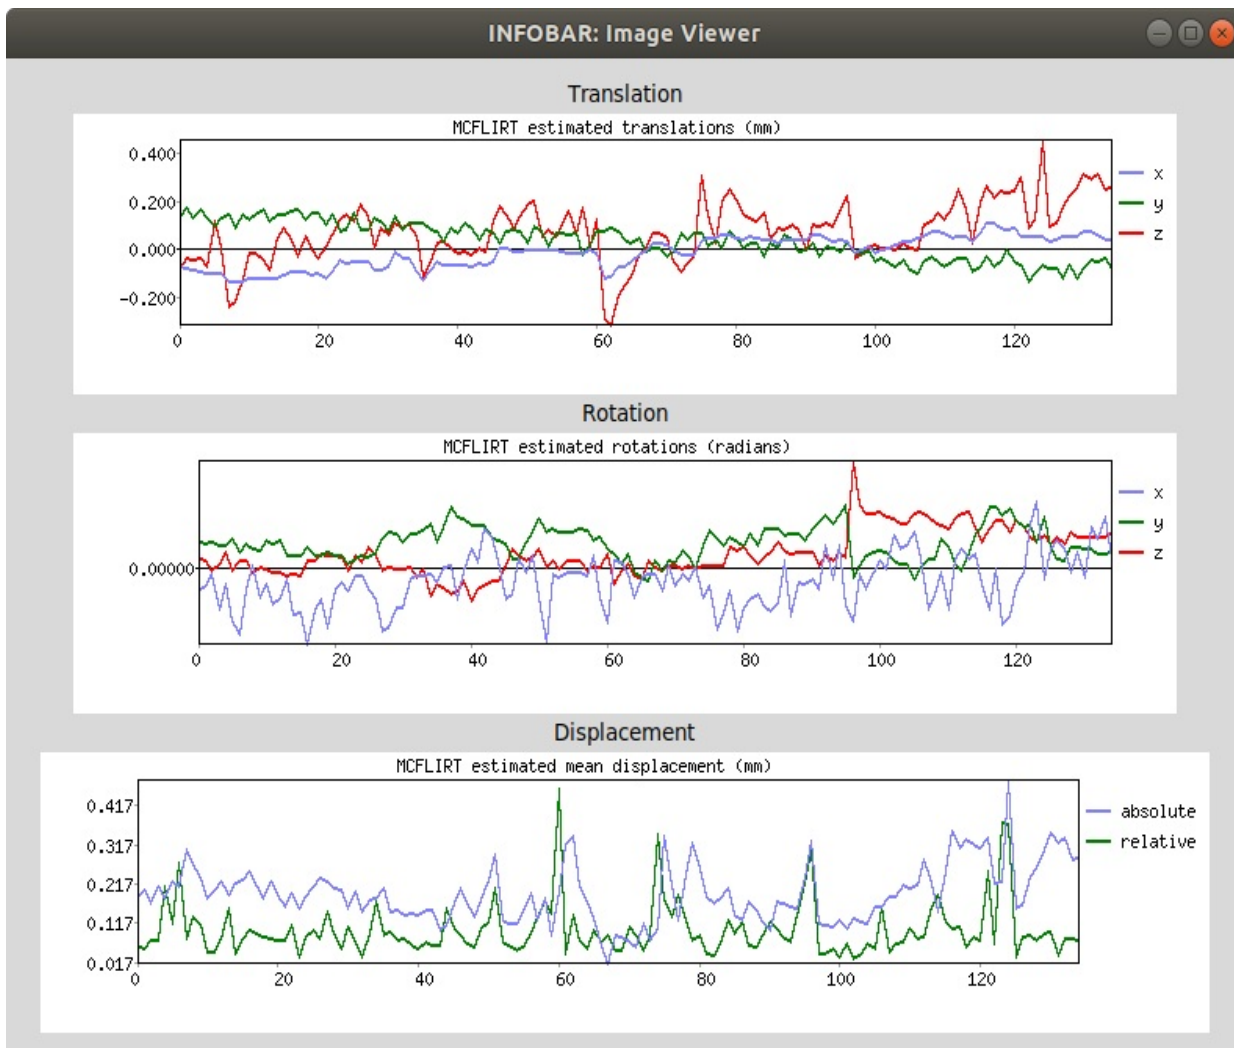 INFOBAR: Image Viewer
Translation
MCFLIRT estimated translations (mm)
0.400
0.200
0.000
-0.200
0 20 40 60 80 100 120
x
y
z
Rotation
MCFLIRT estimated rotations (radians)
0.00000
0 20 40 60 80 100 120
x
y
z
Displacement
MCFLIRT estimated mean displacement (mm)
0.417
0.317
0.217
0.117
0.017
0 20 40 60 80 100 120
absolute
relative